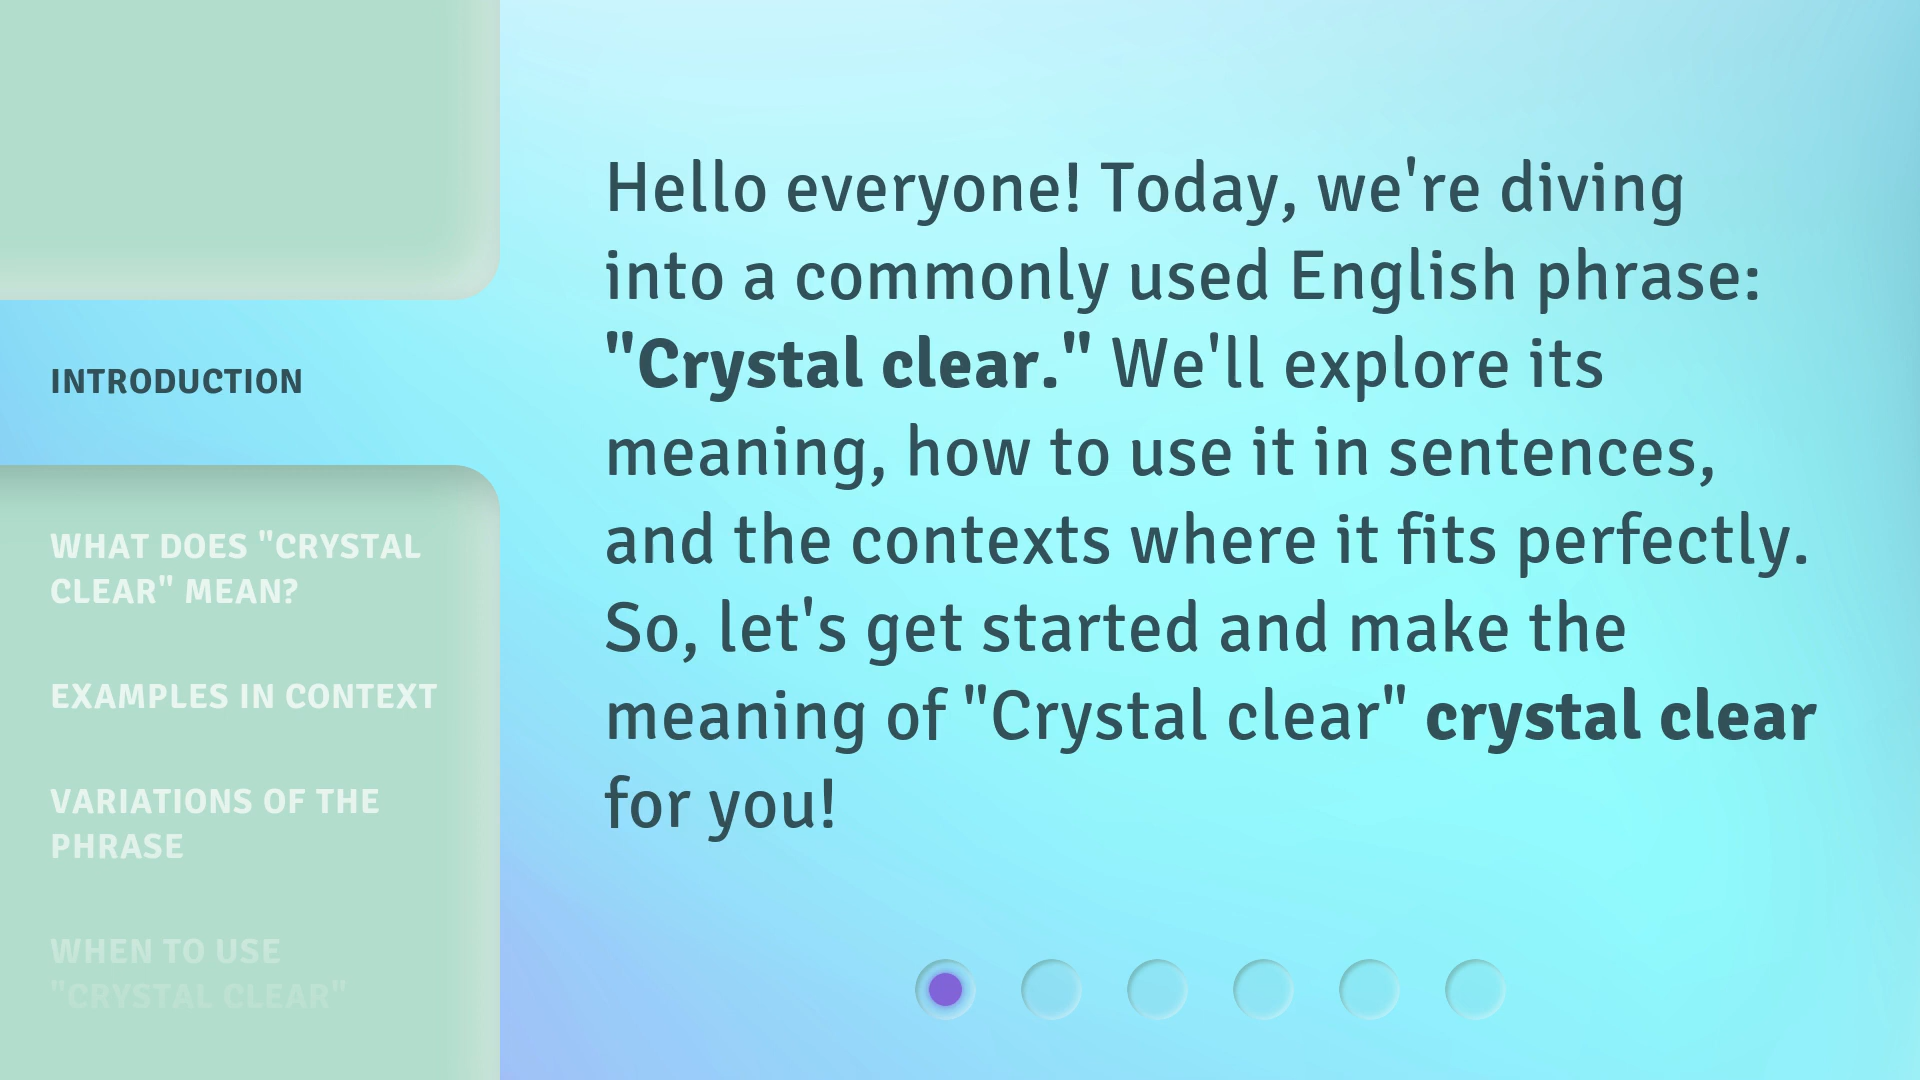 INTRODUCTION
WHAT DOES "CRYSTAL
CLEAR" MEAN?
EXAMPLES IN CONTEXT
VARIATIONS OF THE
PHRASE
WHEN TO USE
"CRYSTAL CLEAR"
Hello everyone! Today, we're diving
into a commonly used English phrase:
"Crystal clear." We'll explore its
meaning, how to use it in sentences,
and the contexts where it fits perfectly.
So, let's get started and make the
meaning of "Crystal clear" crystal clear
for you!